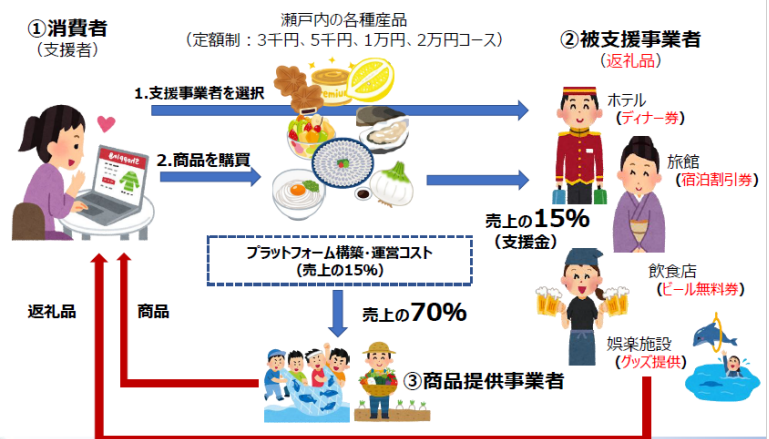 瀬戸内の各種産品
（定額制：3千円、5千円、1万円、2万円コース）
①消費者
（支援者）
②被支援事業者
（返礼品）
1.支援事業者を選択
Premium
ホテル
（ディナー券）
2.商品を購買
旅館
（宿泊割引券）
売上の15%
（支援金）
プラットフォーム構築・運営コスト
（売上の15%）
飲食店
（ビール無料券）
返礼品
商品
売上の70%
娯楽施設
（グッズ提供）
③商品提供事業者